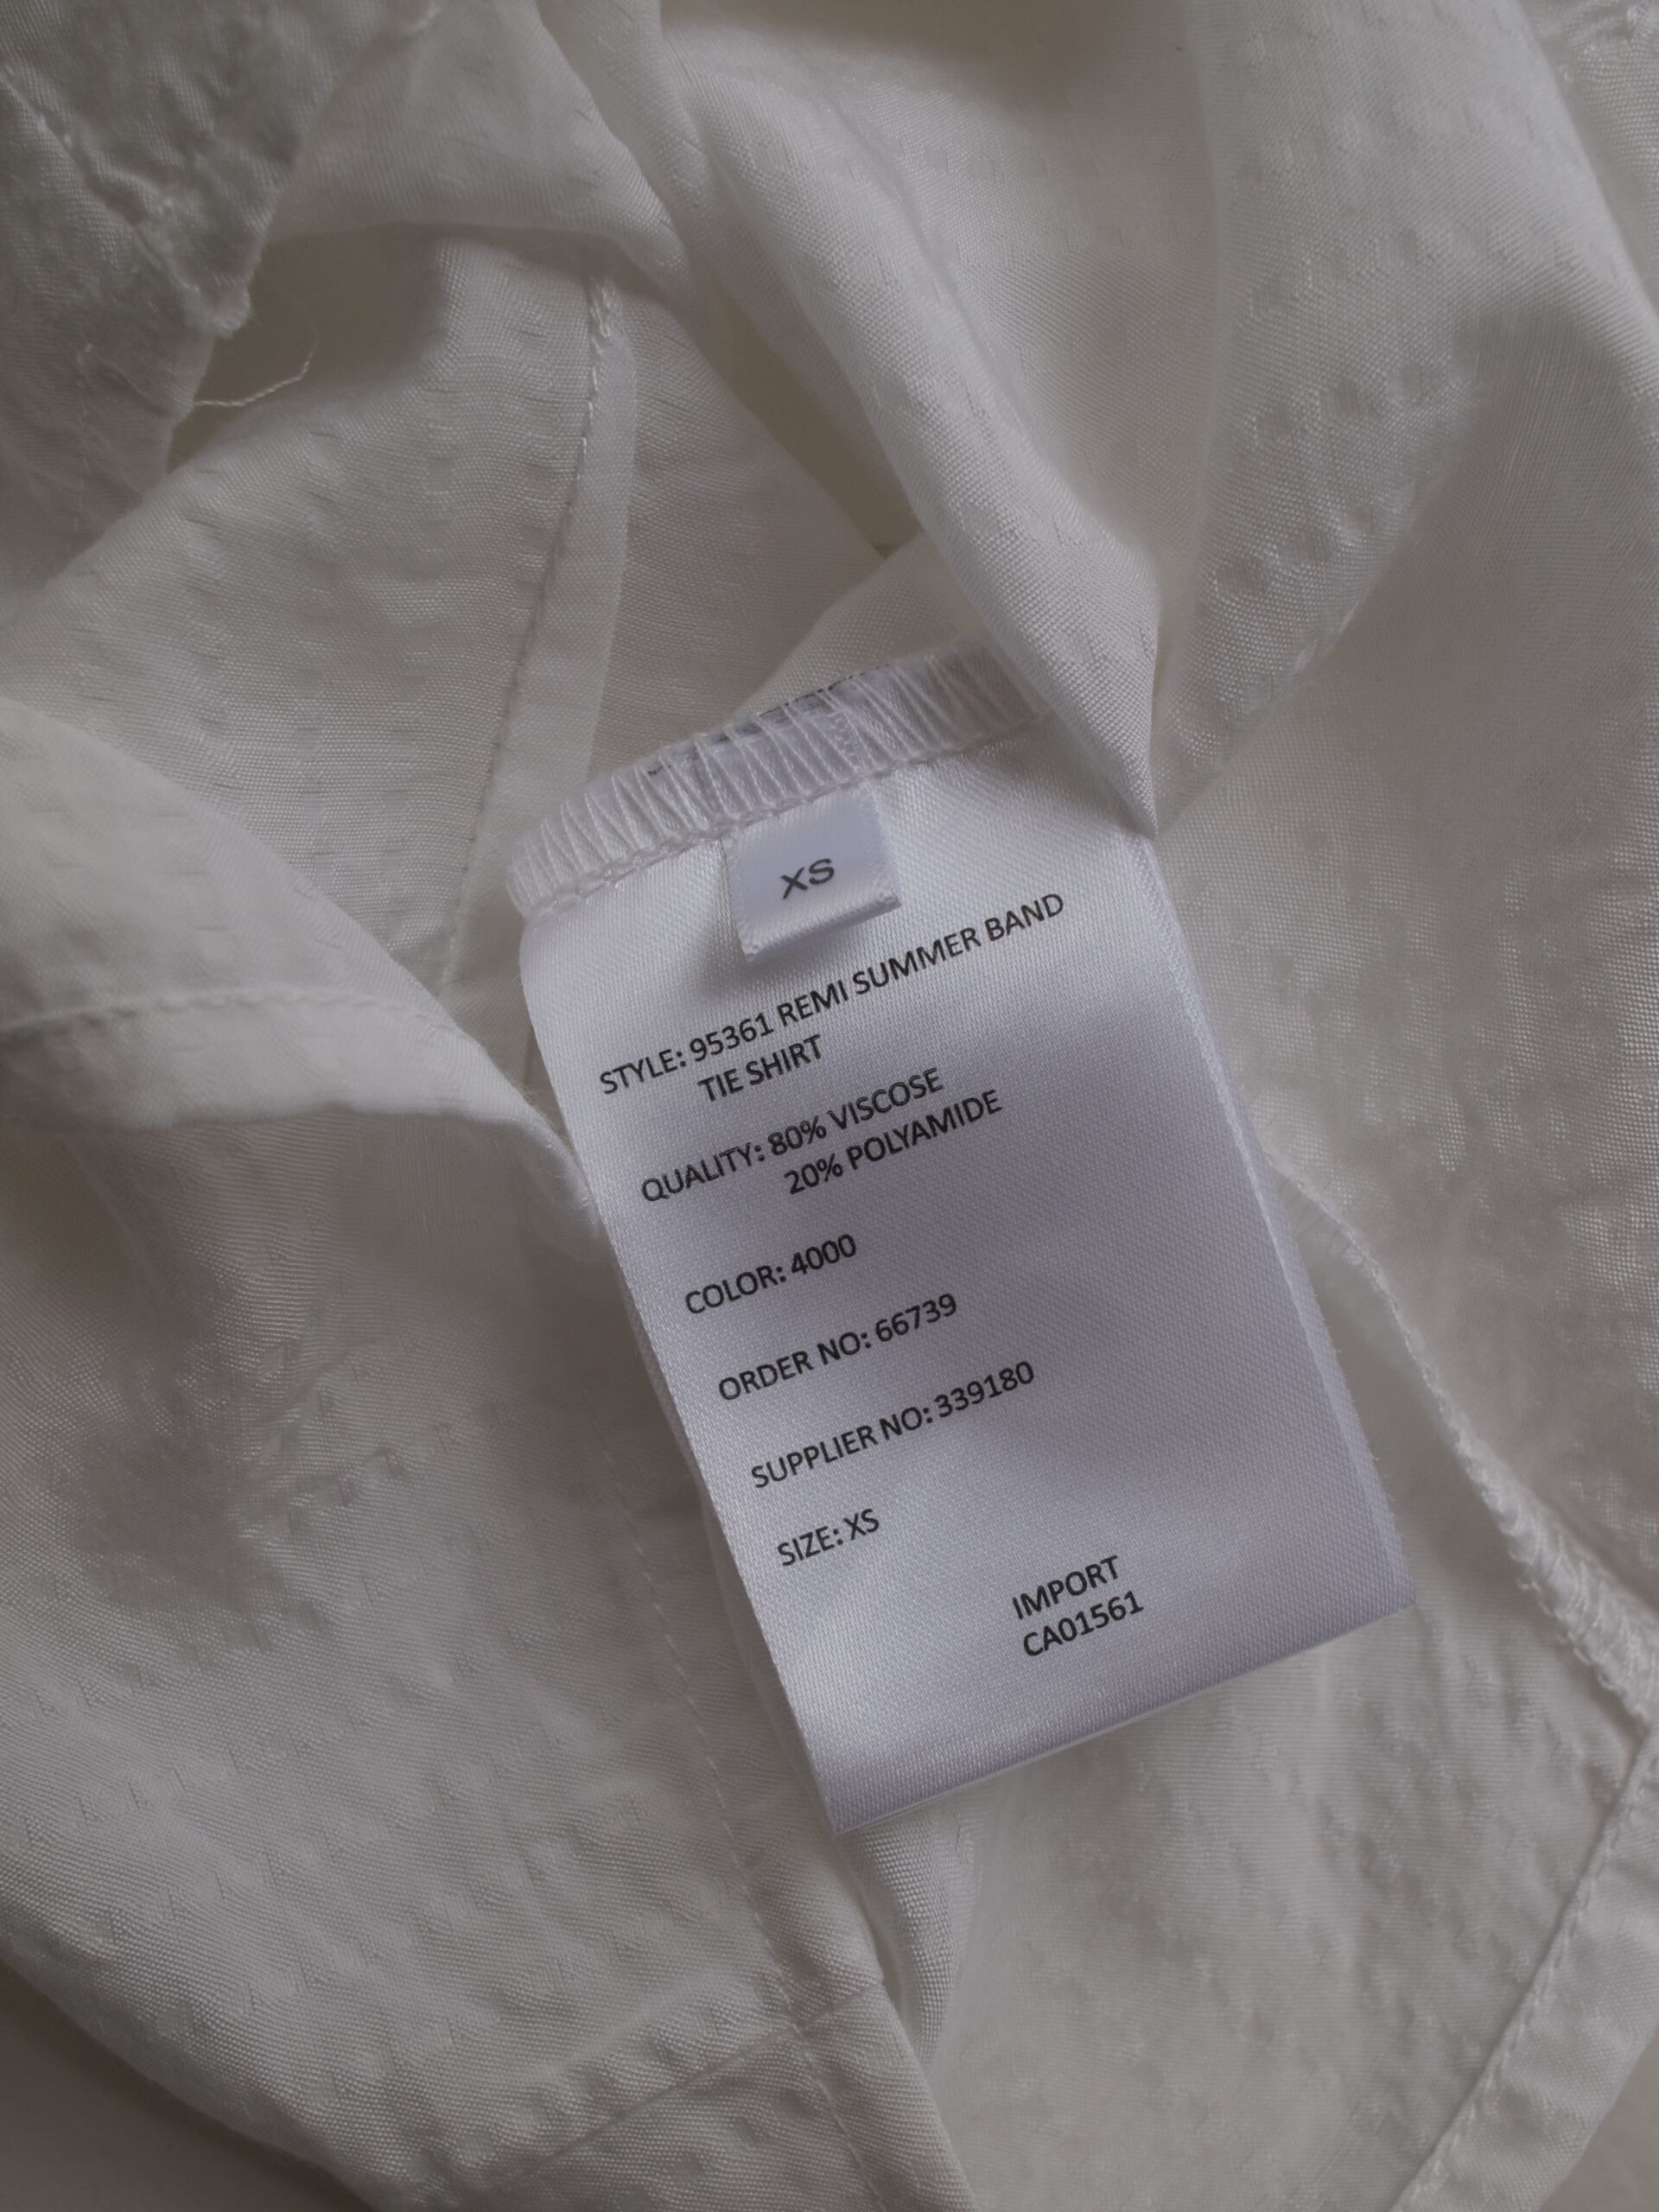 XS
STYLE: 95361 REMI SUMMER BAND
TIE SHIRT
QUALITY: 80% VISCOSE
20% POLYAMIDE
COLOR: 4000
ORDER NO: 66739
SUPPLIER NO: 339180
SIZE: XS
IMPORT
CA01561